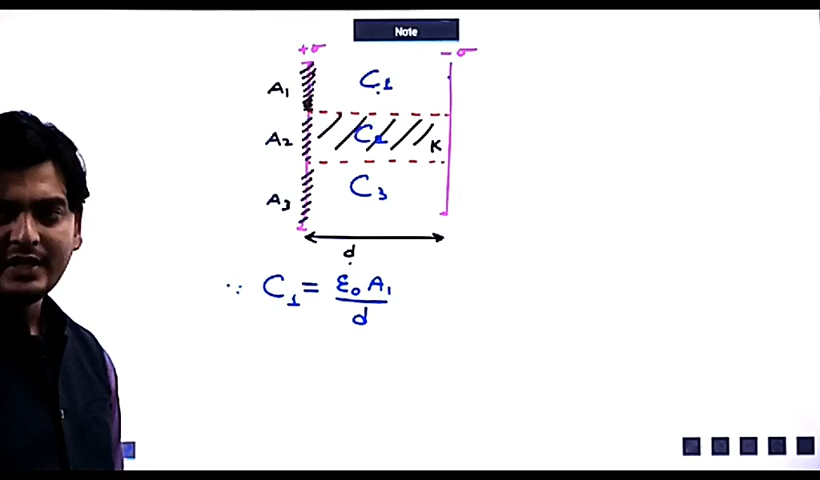 Note
+σ
-σ
A₁ C₁
A₂ C₂ K
A₃ C₃
d
∵ C₁ = ε₀ A₁ / d